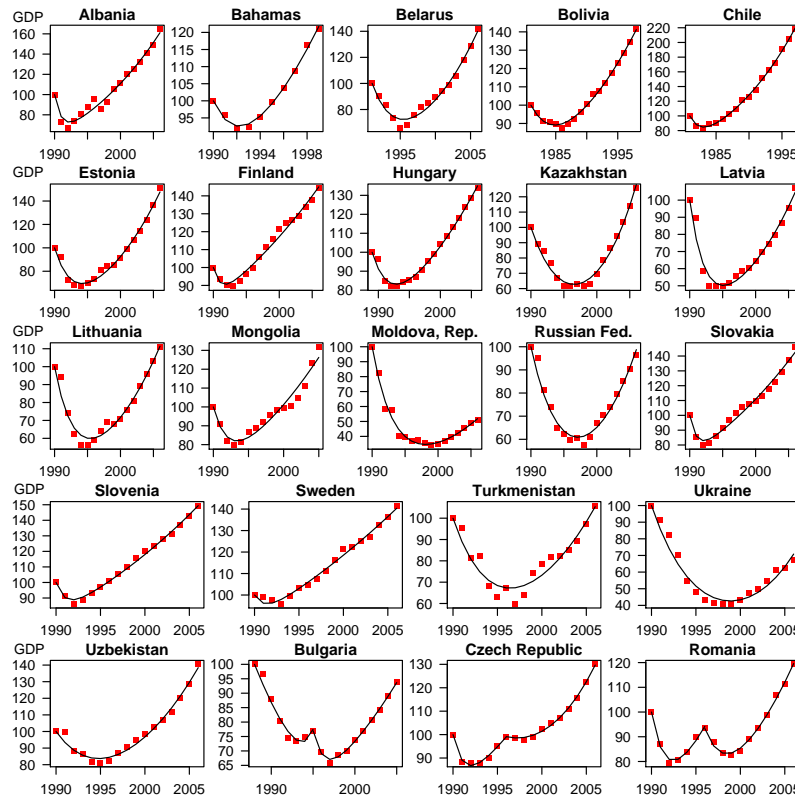 GDP Albania Bahamas Belarus Bolivia Chile
160 140 120 100 80
120 115 110 105 100 95
140 120 100 80
140 130 120 110 100 90
220 200 180 160 140 120 100 80
1990 2000 1990 1994 1998 1995 2005 1985 1995 1985 1995
GDP Estonia Finland Hungary Kazakhstan Latvia
140 120 100 80
140 130 120 110 100 90
130 120 110 100 90 80
120 110 100 90 80 70 60
100 90 80 70 60 50
1990 2000 1990 2000 1990 2000 1990 2000 1990 2000
GDP Lithuania Mongolia Moldova, Rep. Russian Fed. Slovakia
110 100 90 80 70 60
130 120 110 100 90 80
100 90 80 70 60 50 40
100 90 80 70 60
140 130 120 110 100 90 80
1990 2000 1990 2000 1990 2000 1990 2000 1990 2000
GDP Slovenia Sweden Turkmenistan Ukraine
150 140 130 120 110 100 90
140 130 120 110 100
100 90 80 70 60
100 90 80 70 60 50 40
1990 1995 2000 2005 1990 1995 2000 2005 1990 1995 2000 2005 1990 1995 2000 2005
GDP Uzbekistan Bulgaria Czech Republic Romania
140 130 120 110 100 90 80
100 95 90 85 80 75 70 65
130 120 110 100 90
120 110 100 90 80
1990 1995 2000 2005 1990 1995 2000 2005 1990 1995 2000 2005 1990 1995 2000 2005